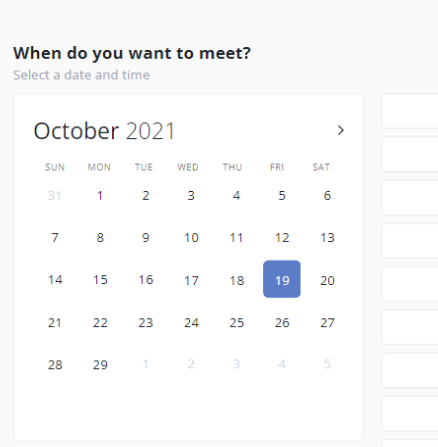 When do you want to meet?
Select a date and time
October 2021
SUN MON TUE WED THU FRI SAT
31 1 2 3 4 5 6
7 8 9 10 11 12 13
14 15 16 17 18 19 20
21 22 23 24 25 26 27
28 29 1 2 3 4 5